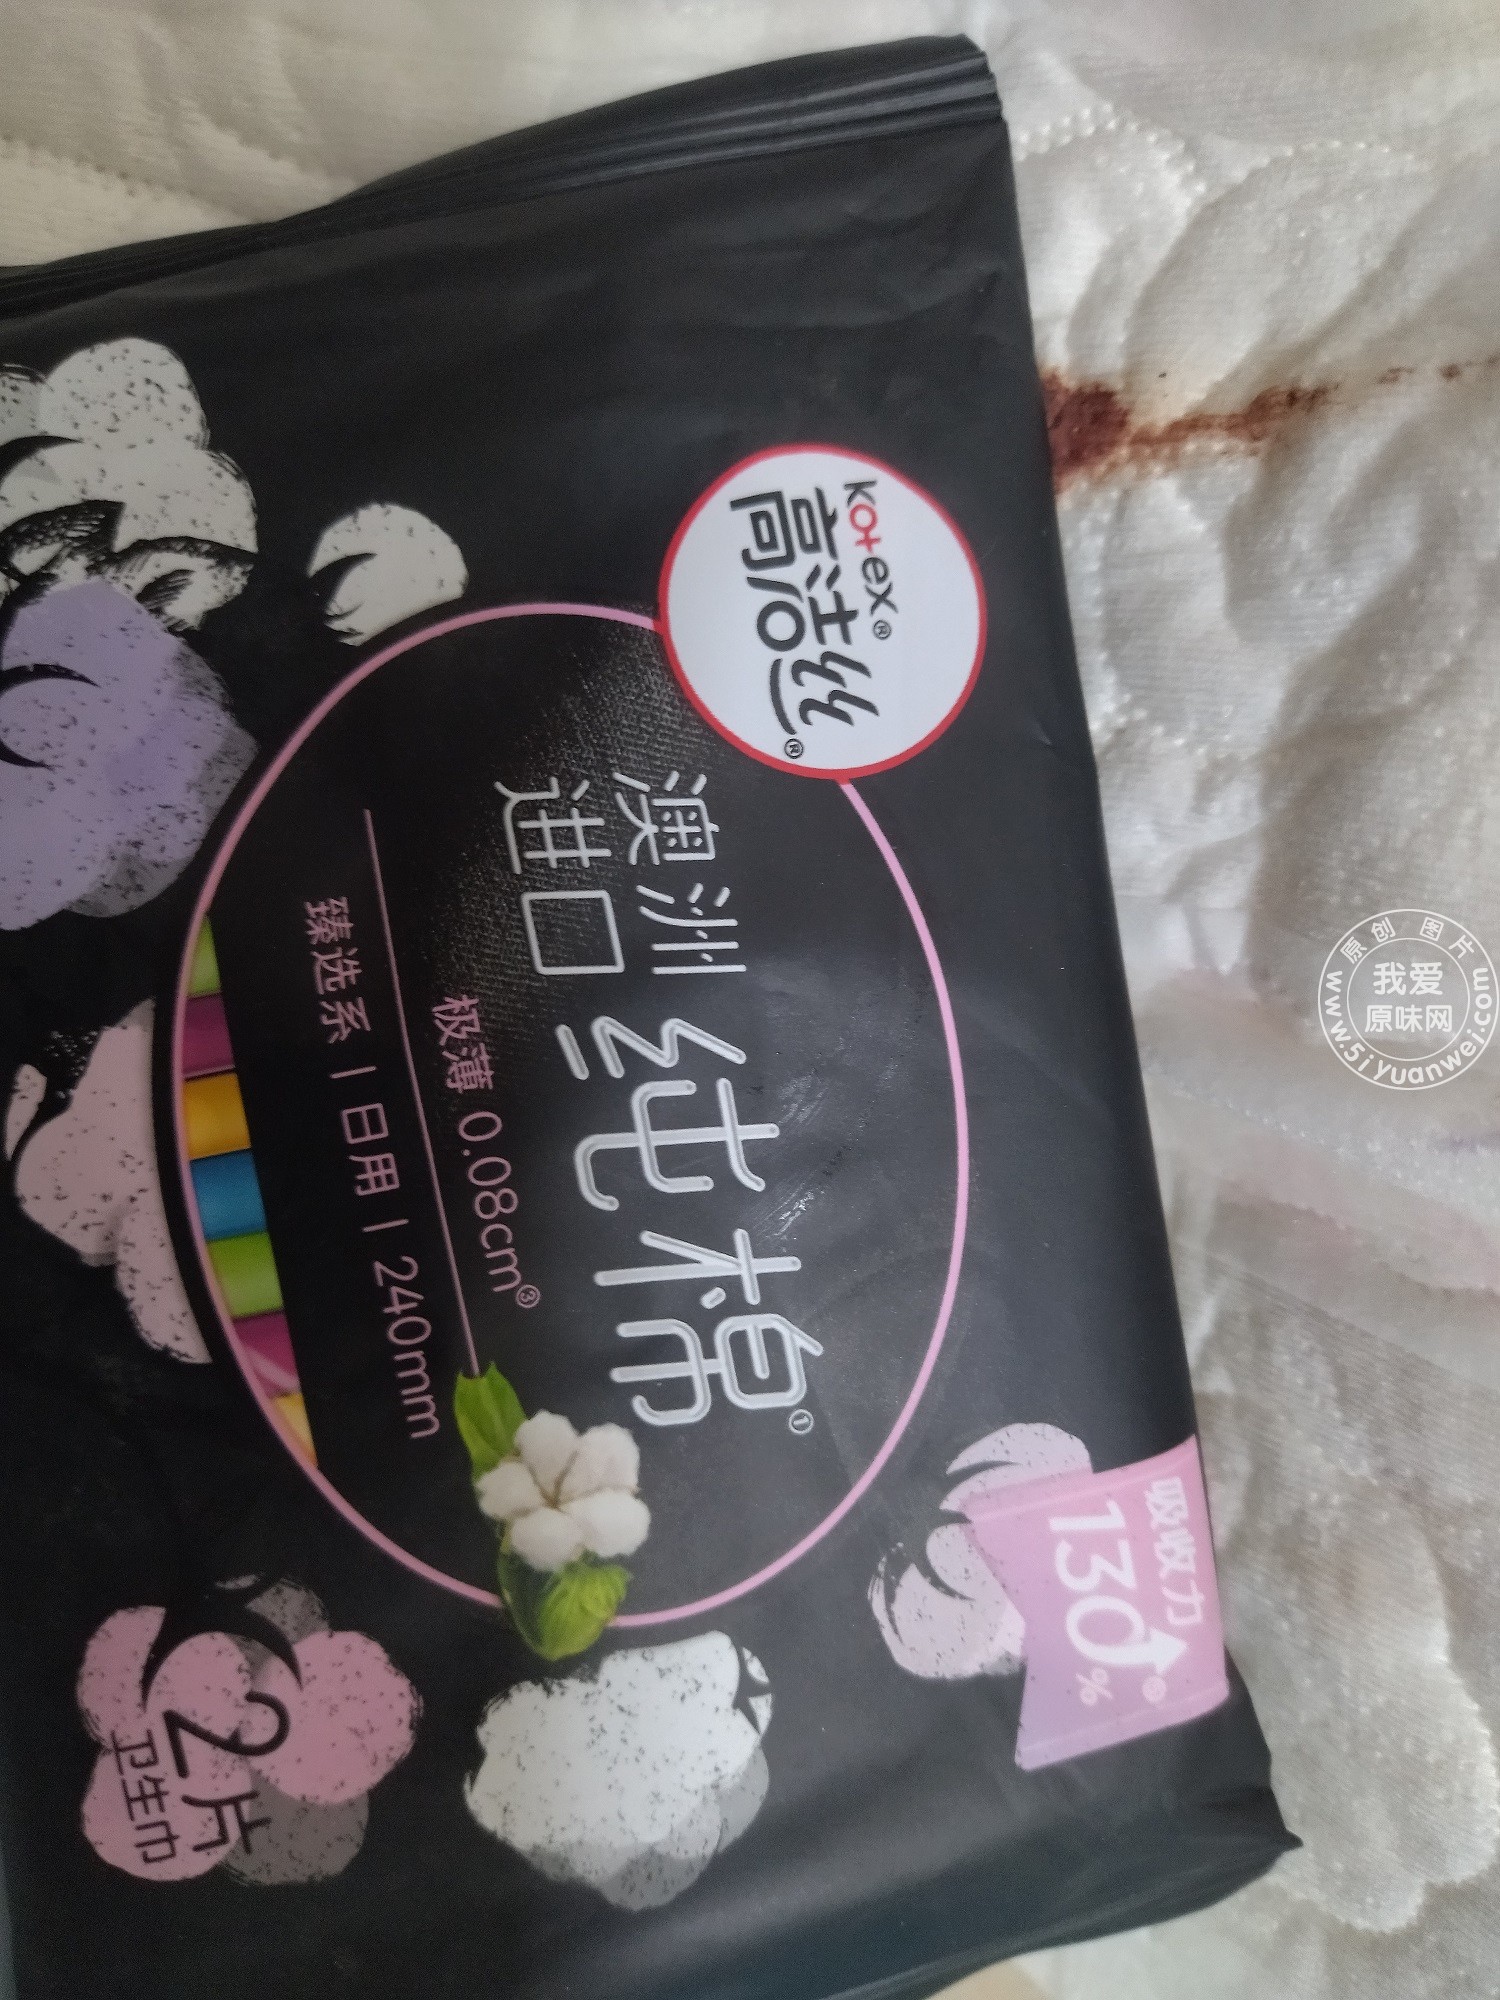 Kotex®
高洁丝®
澳洲
进口纯棉①
极薄 0.08cm③
臻选系 | 日用 | 240mm
吸收力
130%
2片
卫生巾
原创图片
我爱
原味网
www.5iyuanwei.com